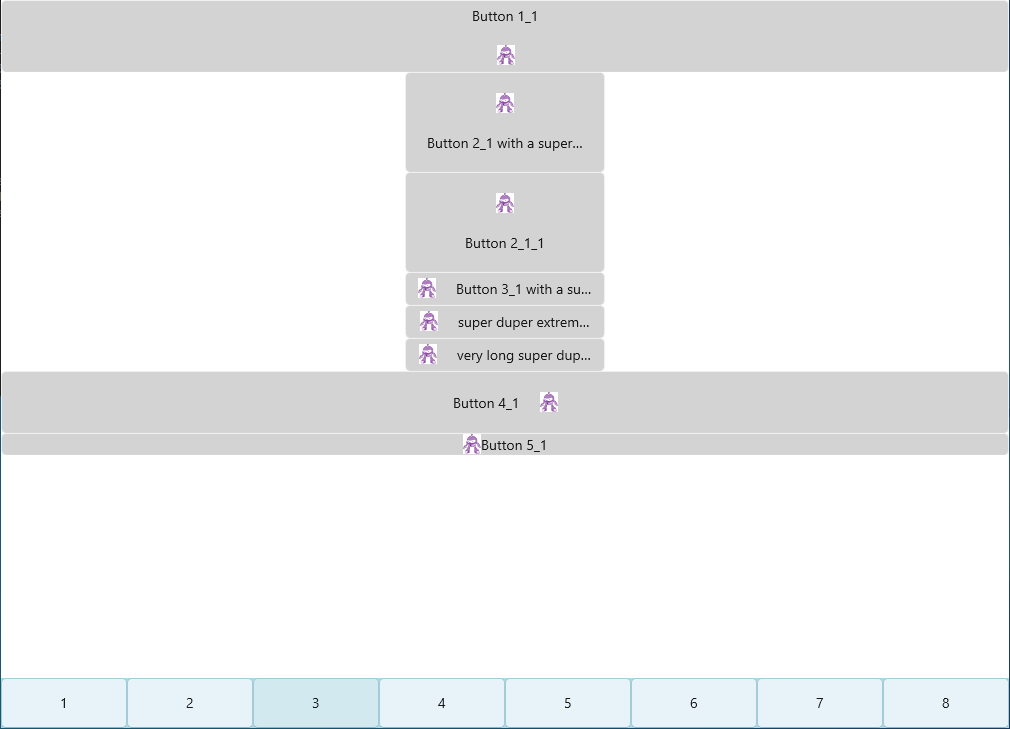 Button 1_1
Button 2_1 with a super...
Button 2_1_1
Button 3_1 with a su...
super duper extrem...
very long super dup...
Button 4_1
Button 5_1
1 2 3 4 5 6 7 8